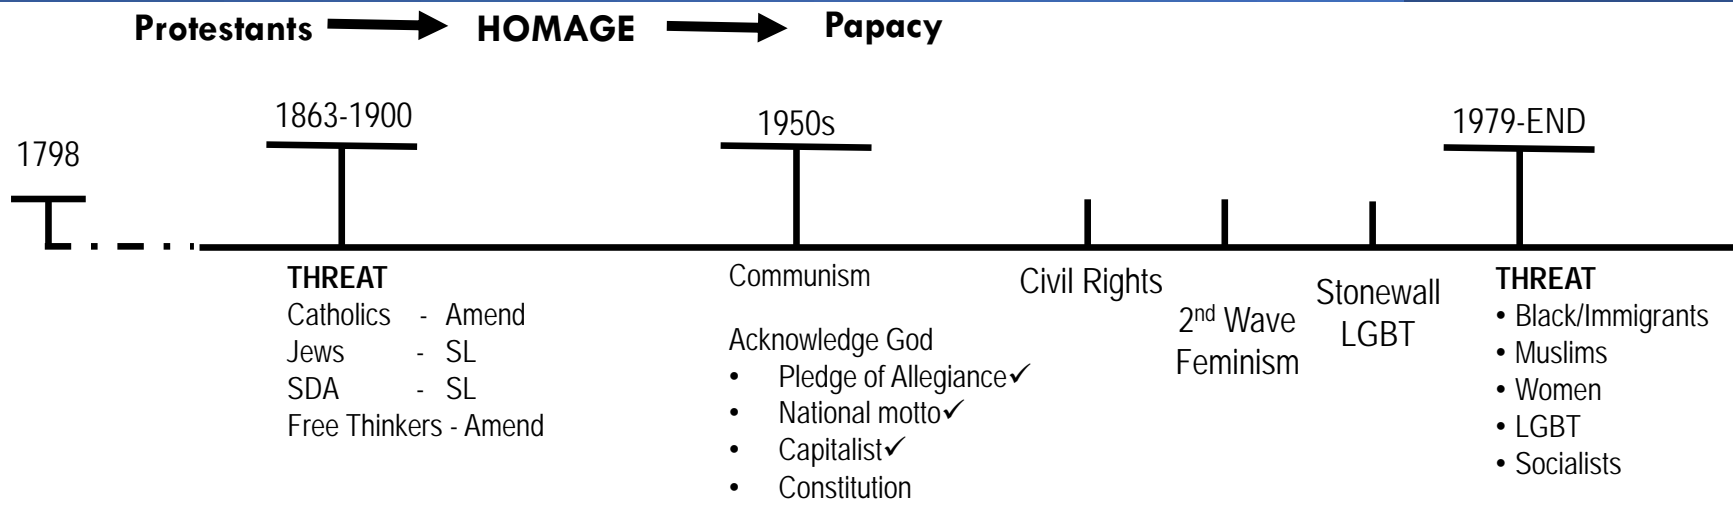 Protestants HOMAGE Papacy
1798
1863-1900
1950s
1979-END
THREAT
Catholics - Amend
Jews - SL
SDA - SL
Free Thinkers - Amend
Communism
Acknowledge God
• Pledge of Allegiance✓
• National motto✓
• Capitalist✓
• Constitution
Civil Rights
2nd Wave
Feminism
Stonewall
LGBT
THREAT
• Black/Immigrants
• Muslims
• Women
• LGBT
• Socialists